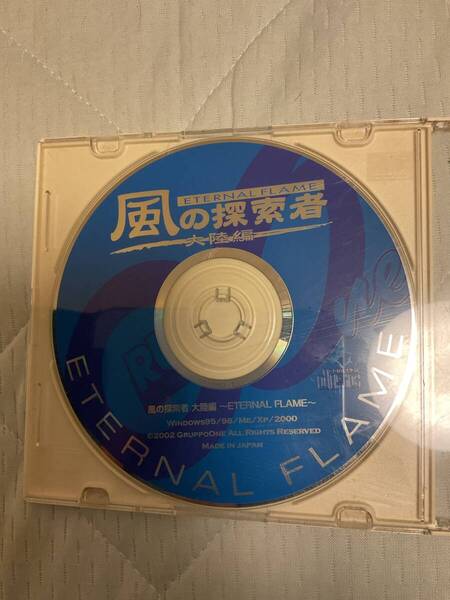 ETERNAL FLAME
風の探索者
大陸編
風の探索者 大陸編 ～ETERNAL FLAME～
WINDOWS95/98/ME/XP/2000
©2002 GRUPPOONE ALL RIGHTS RESERVED
MADE IN JAPAN
ETERNAL FLAME